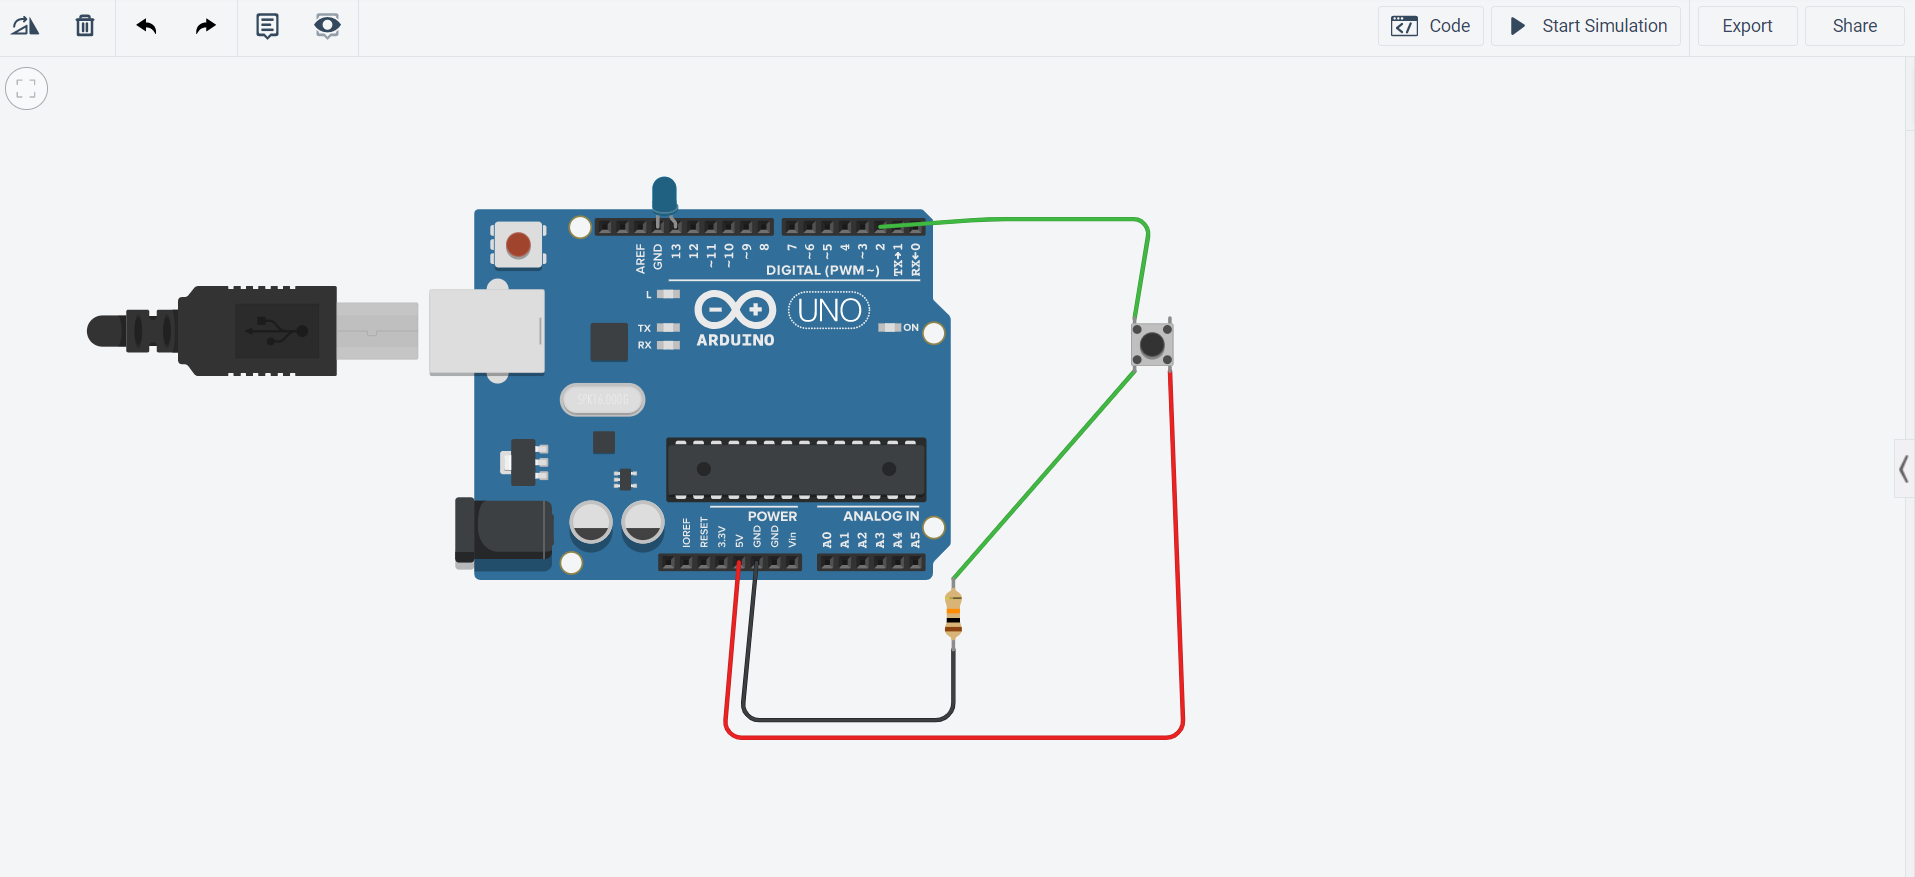 Code
Start Simulation
Export
Share
AREF
GND
13
12
~11
~10
~9
8
7
~6
~5
4
~3
2
TX→1
RX←0
DIGITAL (PWM~)
L
TX
RX
ARDUINO
UNO
ON
POWER
ANALOG IN
IOREF
RESET
3.3V
5V
GND
GND
Vin
A0
A1
A2
A3
A4
A5